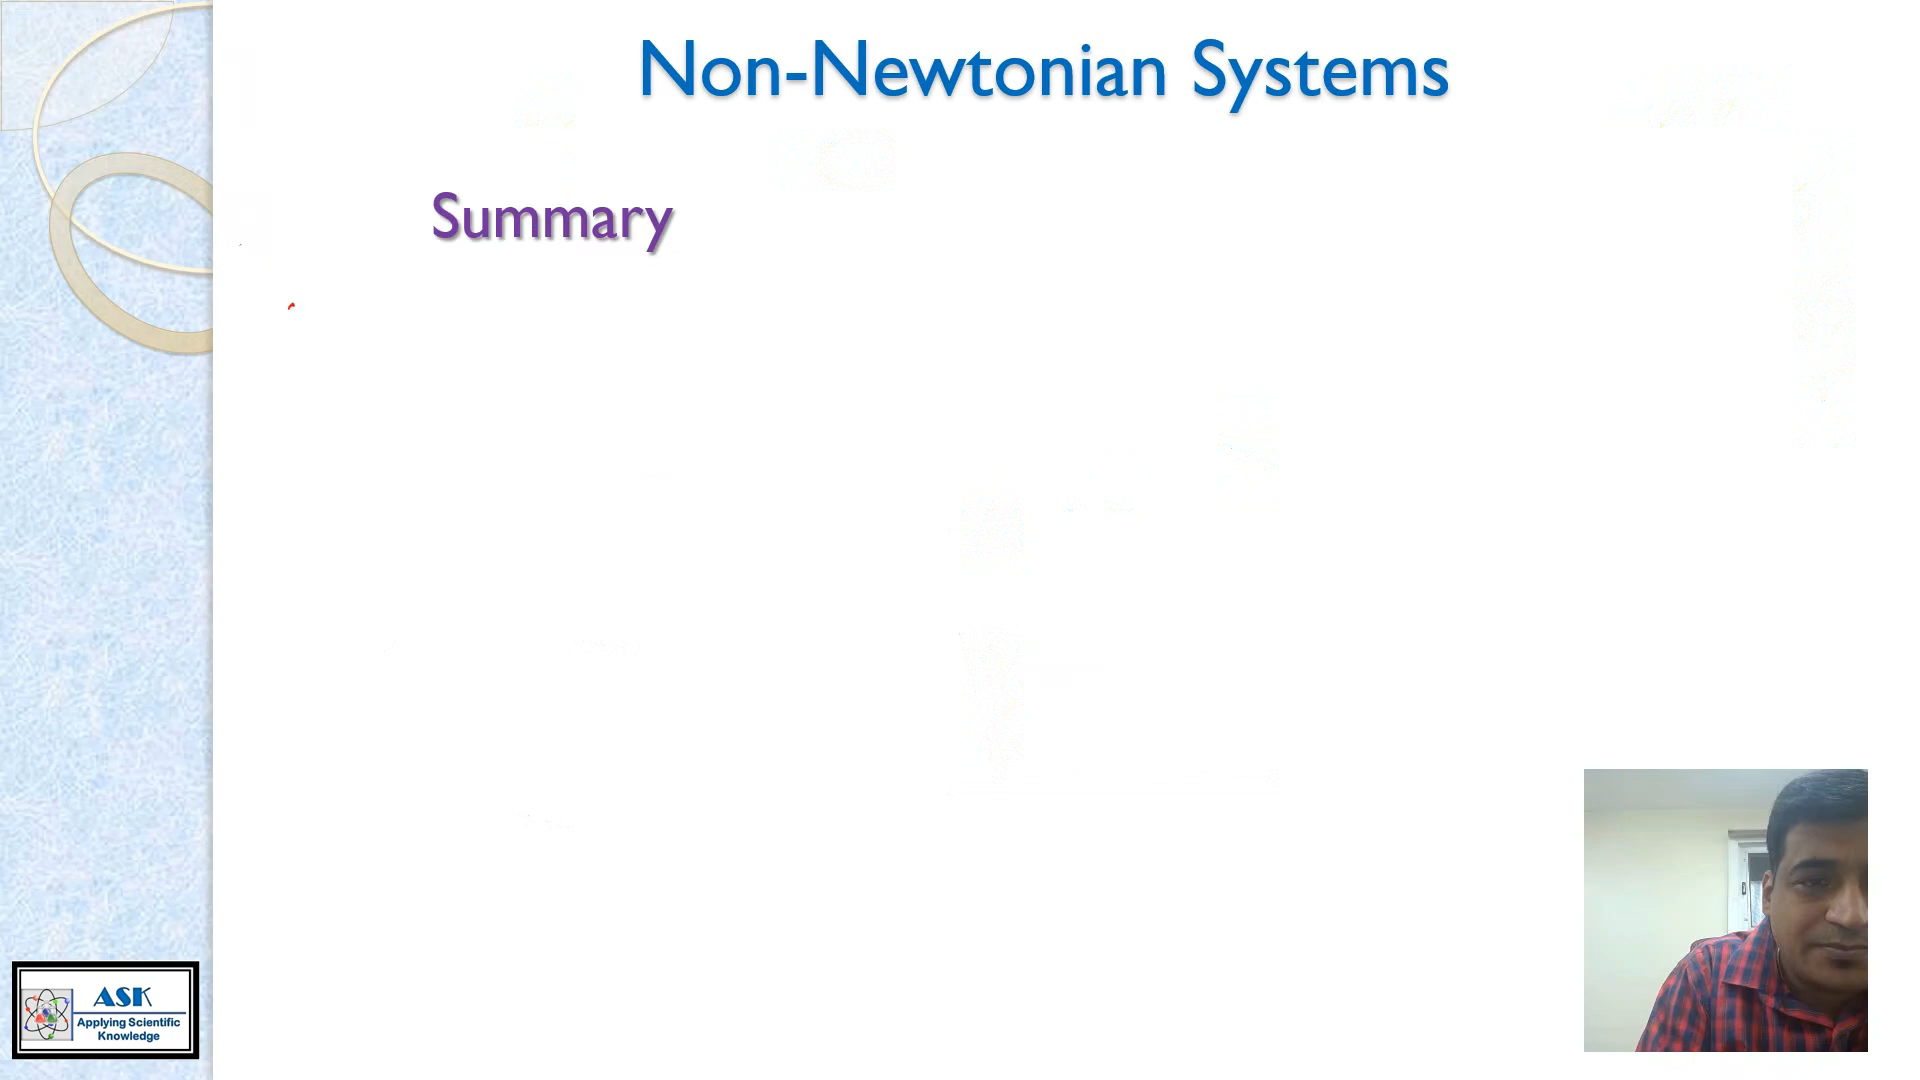 Non-Newtonian Systems
Summary
ASK
Applying Scientific
Knowledge